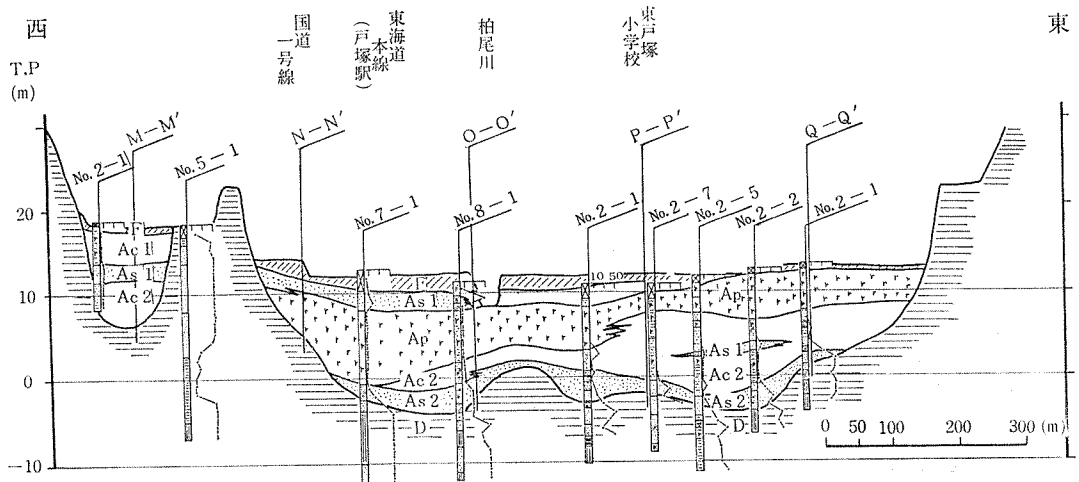 西
東
国道一号線
東海道本線
(戸塚駅)
柏尾川
東戸塚小学校
T.P
(m)
M−M′
N−N′
O−O′
P−P′
Q−Q′
No.2−1
No.5−1
No.7−1
No.8−1
No.2−1
No.2−7
No.2−5
No.2−2
No.2−1
20
10
0
−10
F
Ac 1
As 1
Ac 2
F
As 1
Ap
Ac 2
As 2
D
10.50
Ap
As 1
Ac 2
As 2
D
0 100 200 300 (m)